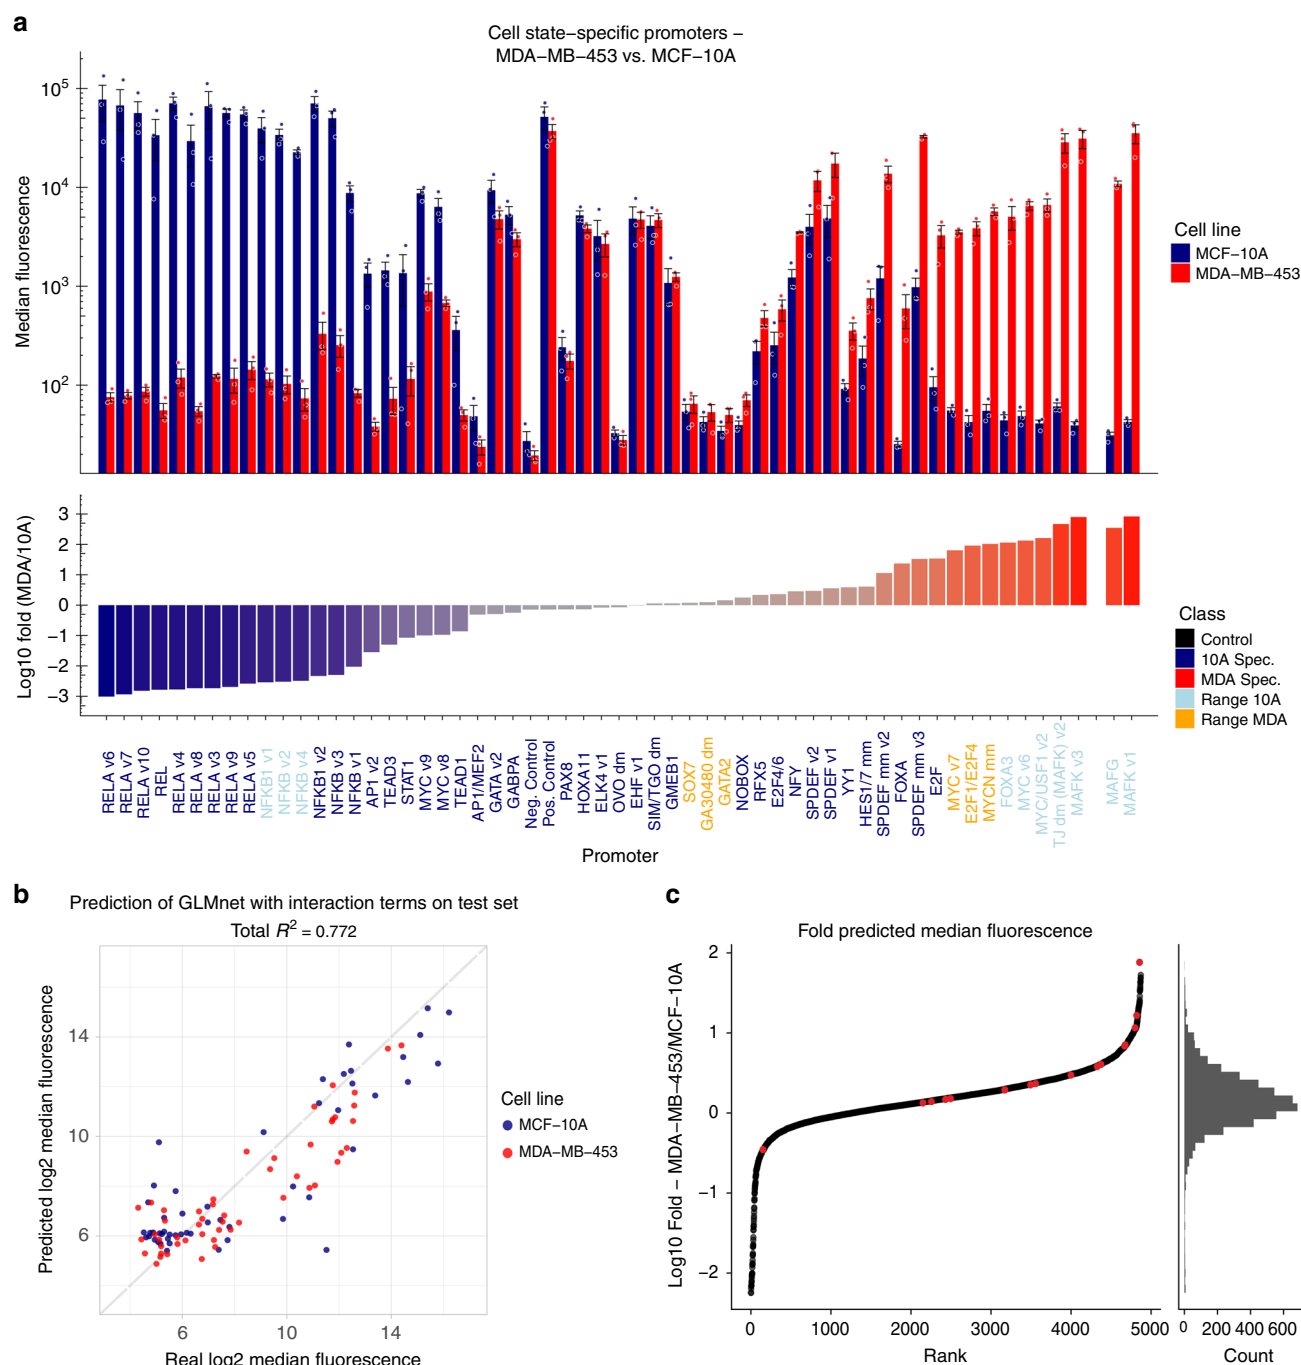 a
Cell state–specific promoters –
MDA–MB–453 vs. MCF–10A
Median fluorescence
10^5
10^4
10^3
10^2
Cell line
MCF–10A
MDA–MB–453
Log10 fold (MDA/10A)
3
2
1
0
−1
−2
−3
Class
Control
10A Spec.
MDA Spec.
Range 10A
Range MDA
RELA v6
RELA v7
RELA v10
REL
RELA v4
RELA v8
RELA v3
RELA v9
RELA v5
NFKB1 v1
NFKB v2
NFKB v4
NFKB1 v2
NFKB v3
NFKB v1
AP1 v2
TEAD3
STAT1
MYC v9
MYC v8
TEAD1
AP1/MEF2
GATA v2
GABPA
Neg. Control
Pos. Control
PAX8
HOXA11
ELK4 v1
OVO dm
EHF v1
SIM/TGO dm
GMEB1
SOX7
GA30480 dm
GATA2
NOBOX
RFX5
E2F4/6
NFY
SPDEF v2
SPDEF v1
YY1
HES1/7 mm
SPDEF mm v2
FOXA
SPDEF mm v3
E2F
MYC v7
E2F1/E2F4
MYCN mm
FOXA3
MYC v6
MYC/USF1 v2
TJ dm (MAFK) v2
MAFK v3
MAFG
MAFK v1
Promoter
b
Prediction of GLMnet with interaction terms on test set
Total R² = 0.772
Predicted log2 median fluorescence
14
10
6
6 10 14
Real log2 median fluorescence
Cell line
MCF–10A
MDA–MB–453
c
Fold predicted median fluorescence
Log10 Fold – MDA–MB–453/MCF–10A
2
1
0
−1
−2
0 1000 2000 3000 4000 5000
Rank
0 200 400 600
Count